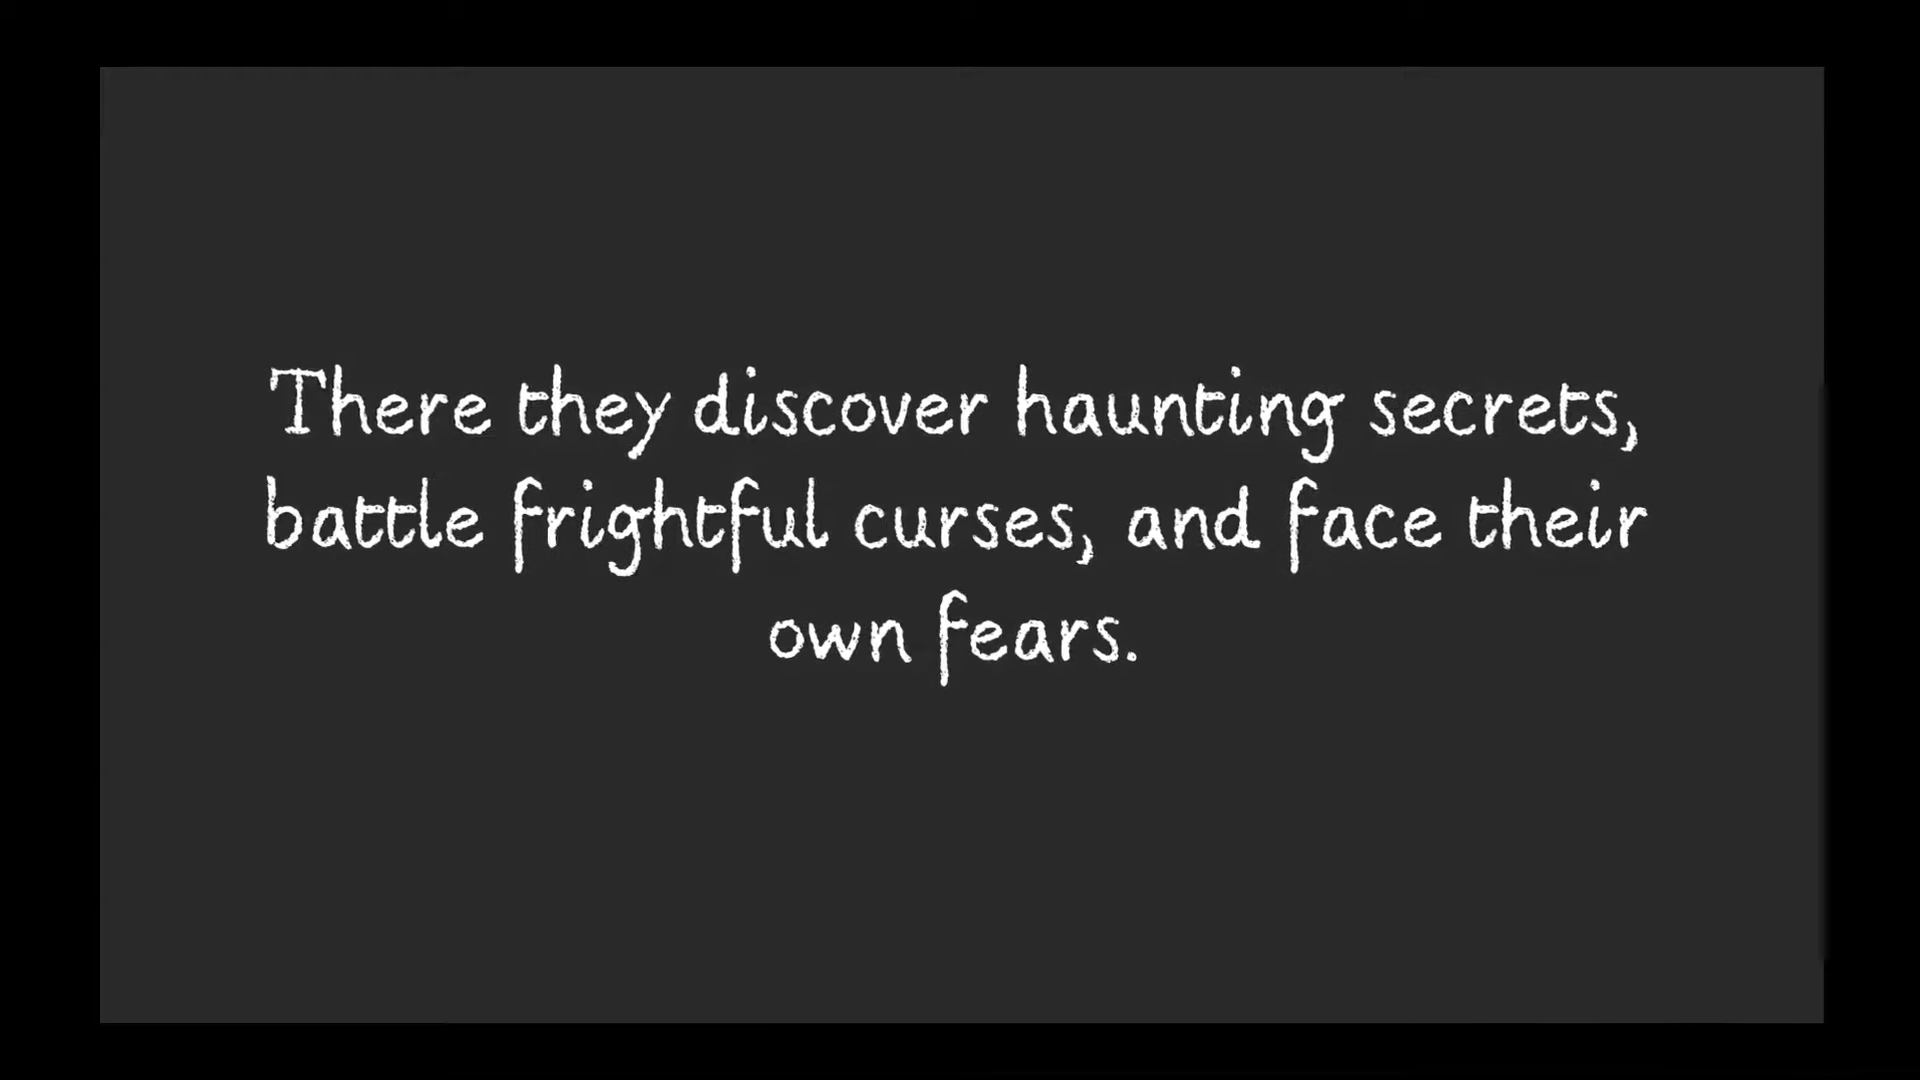 There they discover haunting secrets,
battle frightful curses, and face their
own fears.